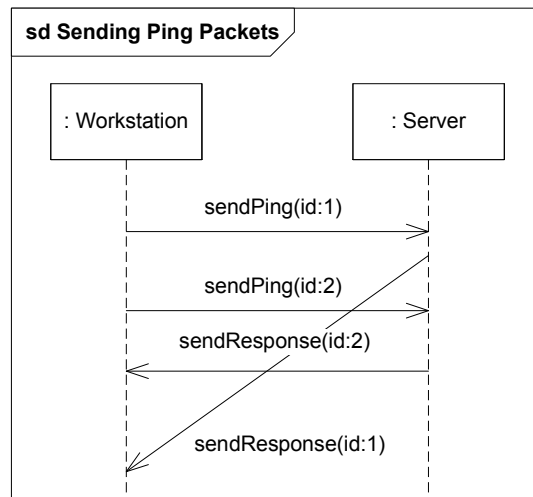 sd Sending Ping Packets
: Workstation
: Server
sendPing(id:1)
sendPing(id:2)
sendResponse(id:2)
sendResponse(id:1)